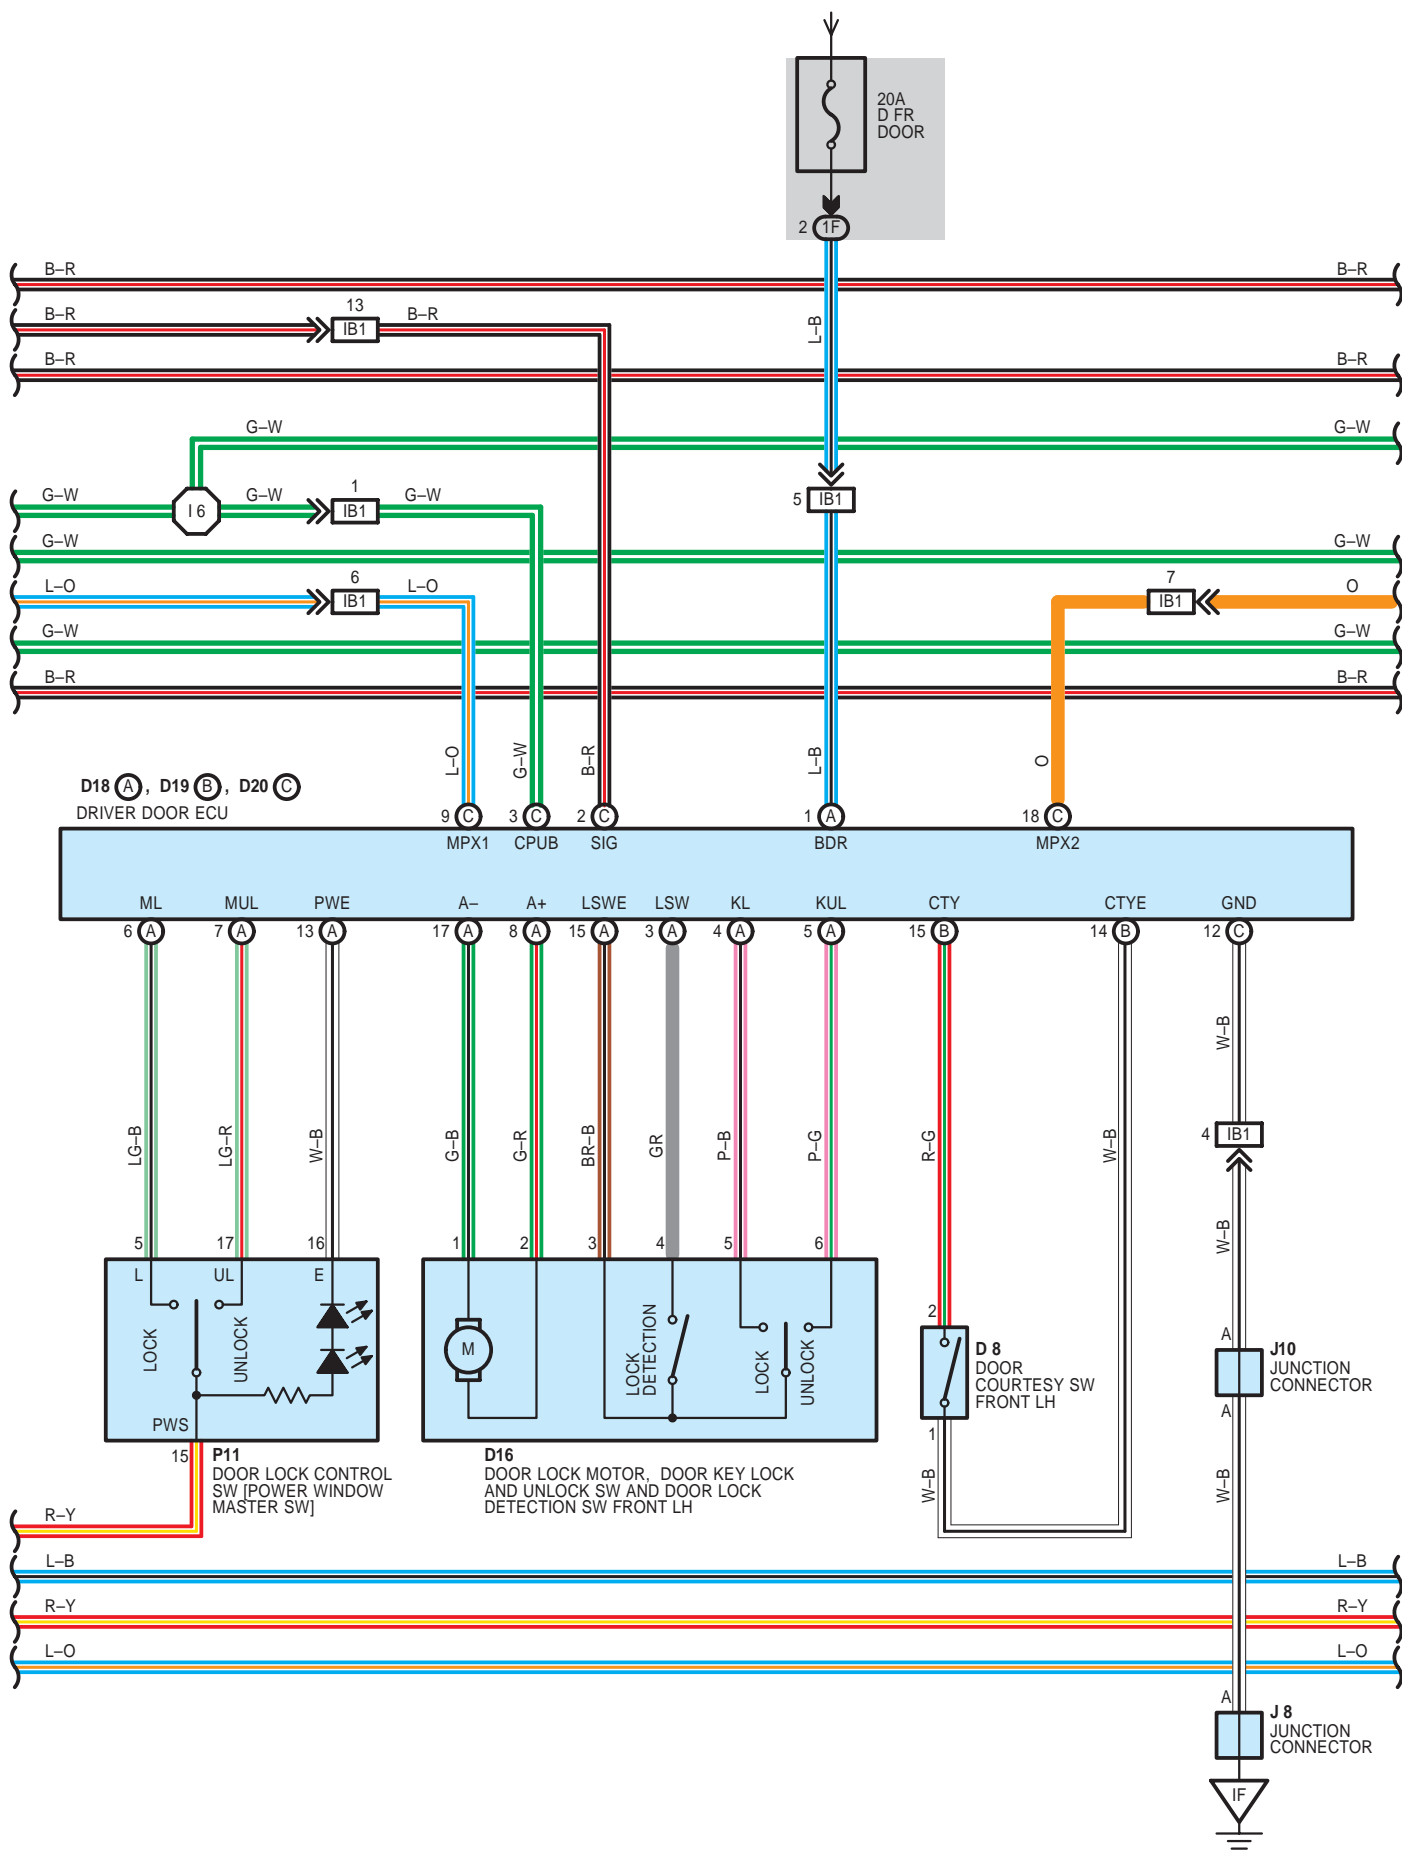 20A
D FR
DOOR
2 1F
B–R B–R
13
B–R IB1 B–R
L–B
B–R B–R
G–W G–W
1
G–W I 6 G–W IB1 G–W
5 IB1
G–W G–W
6 7
L–O IB1 L–O IB1 O
G–W G–W
B–R B–R
L–O G–W B–R L–B O
D18 A , D19 B , D20 C
DRIVER DOOR ECU
9 C 3 C 2 C 1 A 18 C
MPX1 CPUB SIG BDR MPX2
ML MUL PWE A– A+ LSWE LSW KL KUL CTY CTYE GND
6 A 7 A 13 A 17 A 8 A 15 A 3 A 4 A 5 A 15 B 14 B 12 C
W–B
4 IB1
LG–B LG–R W–B G–B G–R BR–B GR P–B P–G R–G W–B
W–B
5 17 16 1 2 3 4 5 6
L UL E
2
A
LOCK UNLOCK
M
LOCK
DETECTION
LOCK UNLOCK
D 8
DOOR
COURTESY SW
FRONT LH
J10
JUNCTION
CONNECTOR
A
PWS
1
15 P11
DOOR LOCK CONTROL
SW [POWER WINDOW
MASTER SW]
D16
DOOR LOCK MOTOR, DOOR KEY LOCK
AND UNLOCK SW AND DOOR LOCK
DETECTION SW FRONT LH
W–B W–B
R–Y
L–B L–B
R–Y R–Y
L–O L–O
A
J 8
JUNCTION
CONNECTOR
IF